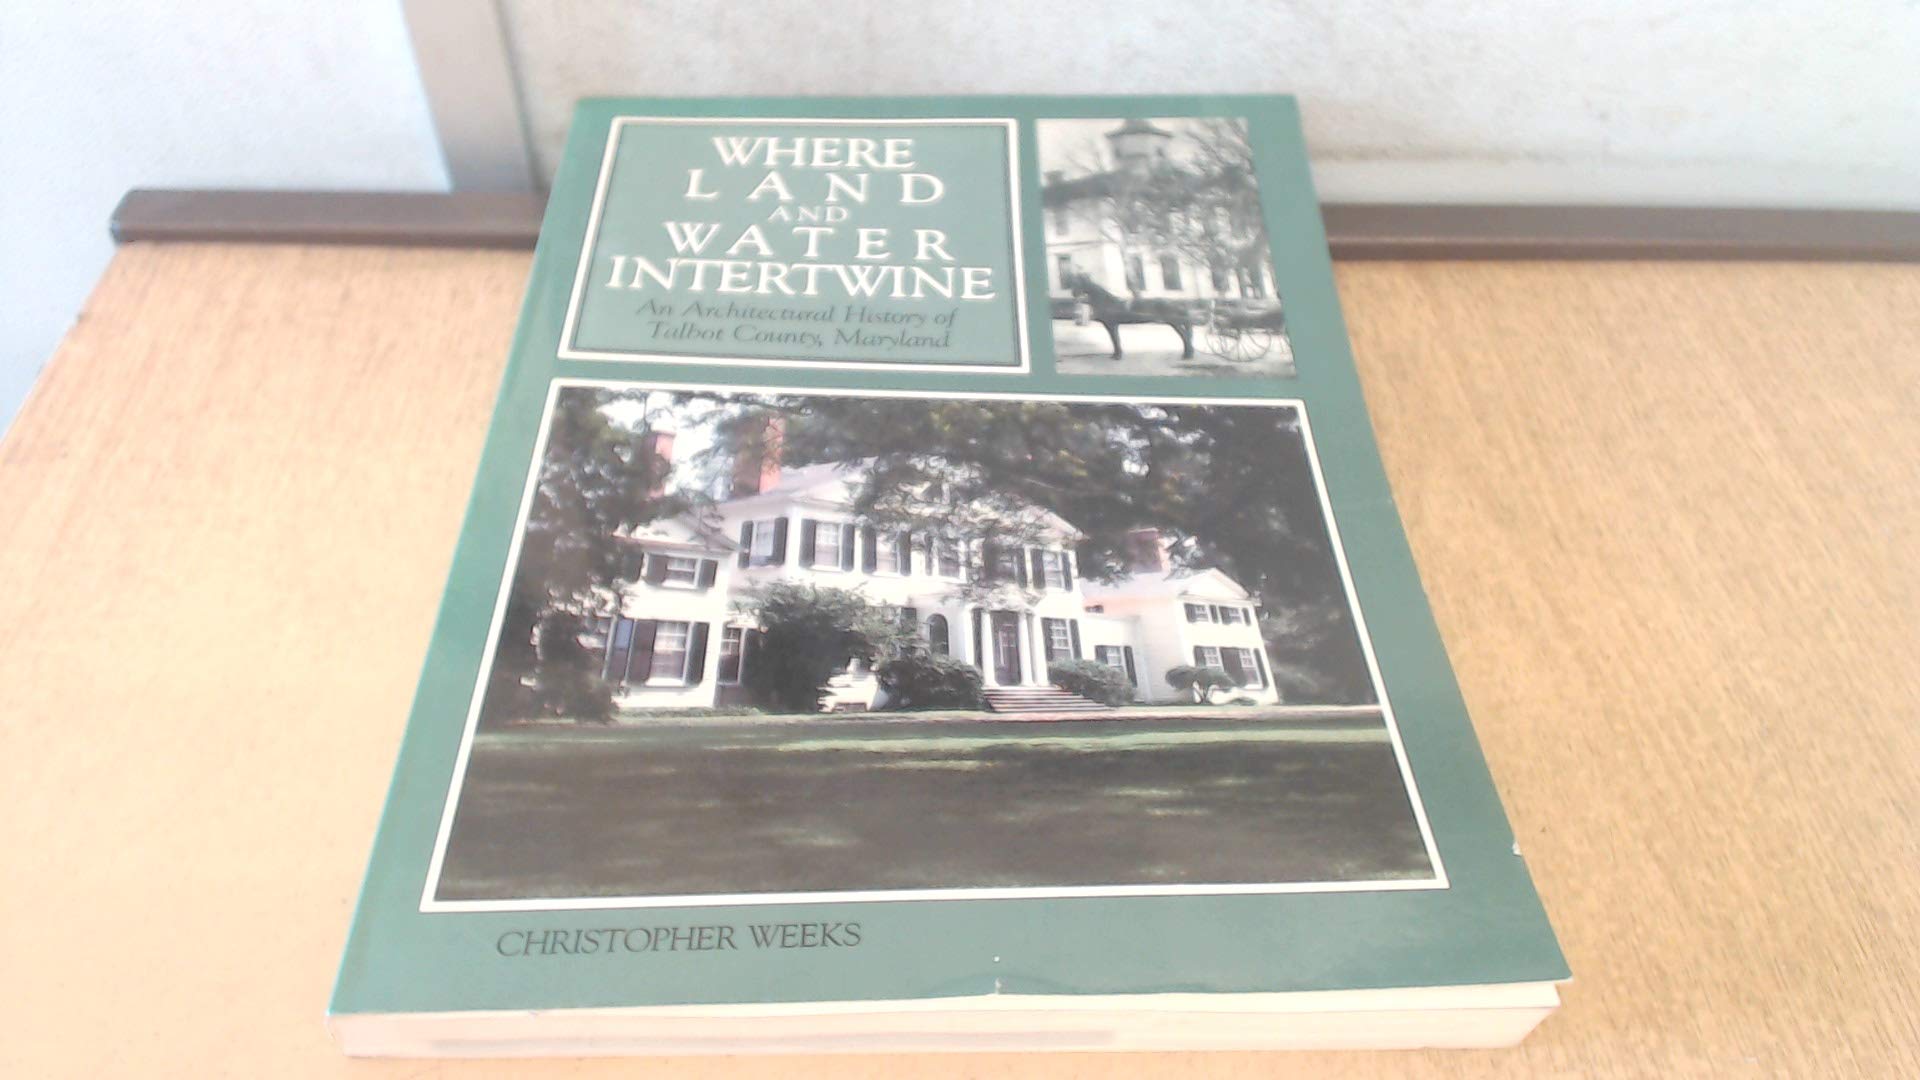 WHERE
LAND
AND
WATER
INTERTWINE
An Architectural History of
Talbot County, Maryland
CHRISTOPHER WEEKS